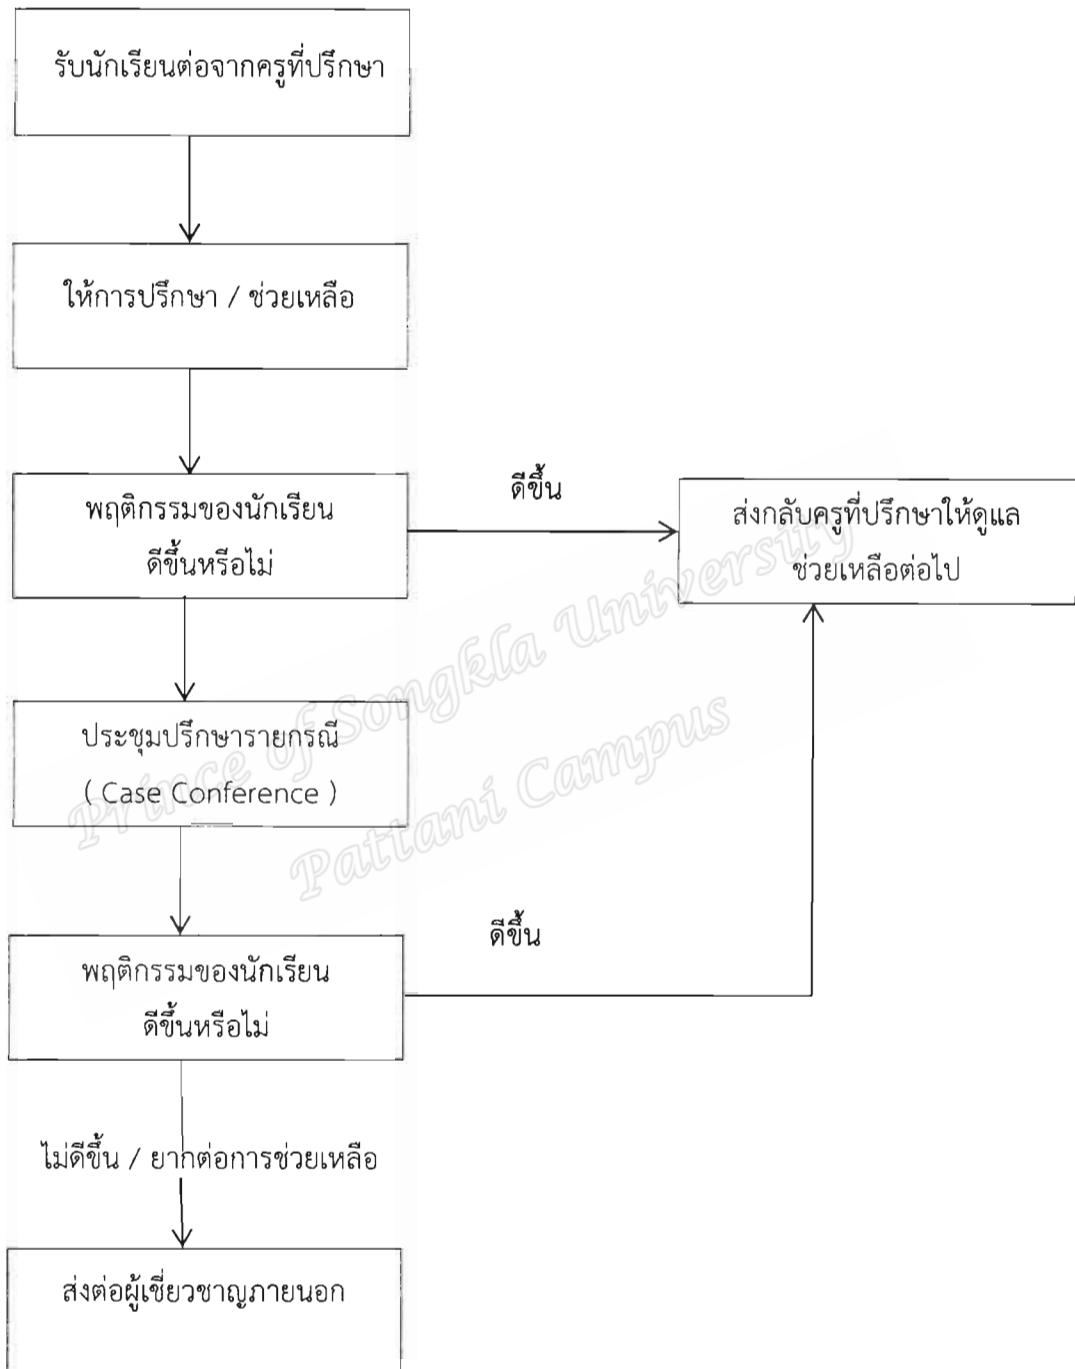 รับนักเรียนต่อจากครูที่ปรึกษา
ให้การปรึกษา / ช่วยเหลือ
พฤติกรรมของนักเรียน
ดีขึ้นหรือไม่
ดีขึ้น
ส่งกลับครูที่ปรึกษาให้ดูแล
ช่วยเหลือต่อไป
ประชุมปรึกษารายกรณี
( Case Conference )
Prince of Songkla University
Pattani Campus
พฤติกรรมของนักเรียน
ดีขึ้นหรือไม่
ดีขึ้น
ไม่ดีขึ้น / ยากต่อการช่วยเหลือ
ส่งต่อผู้เชี่ยวชาญภายนอก